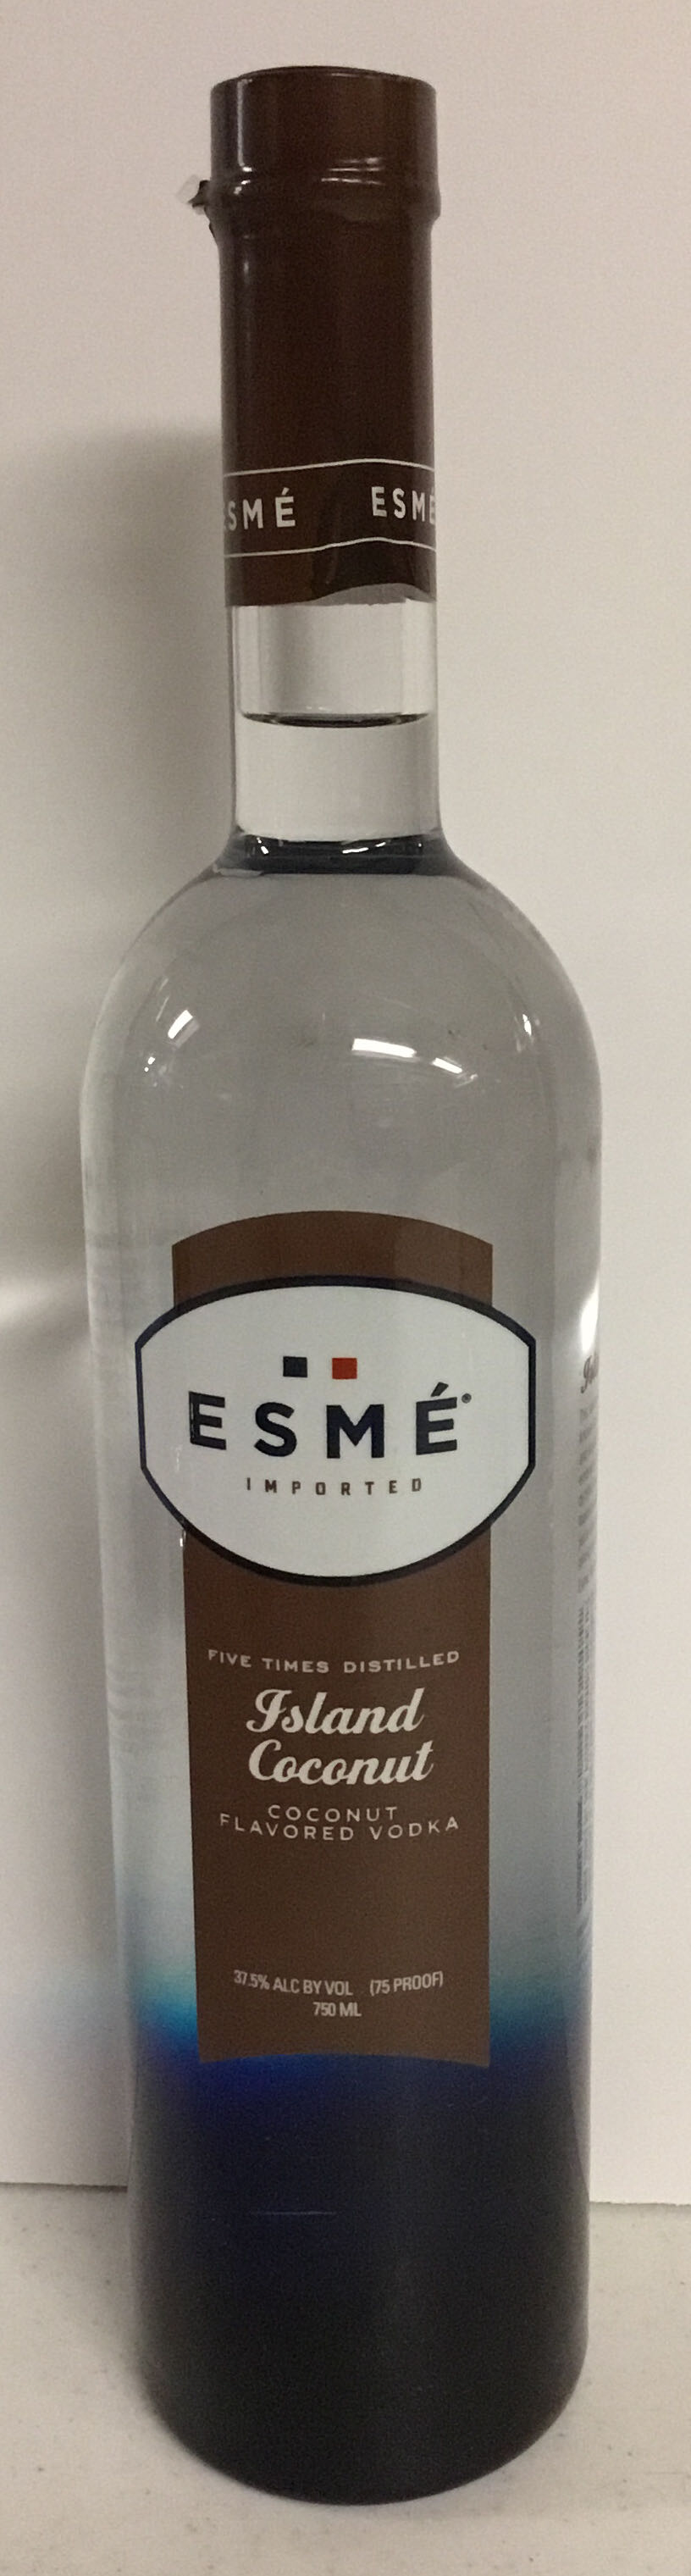 SMÉ ESMÉ
ESMÉ®
IMPORTED
FIVE TIMES DISTILLED
Island
Coconut
COCONUT
FLAVORED VODKA
37.5% ALC BY VOL (75 PROOF)
750 ML